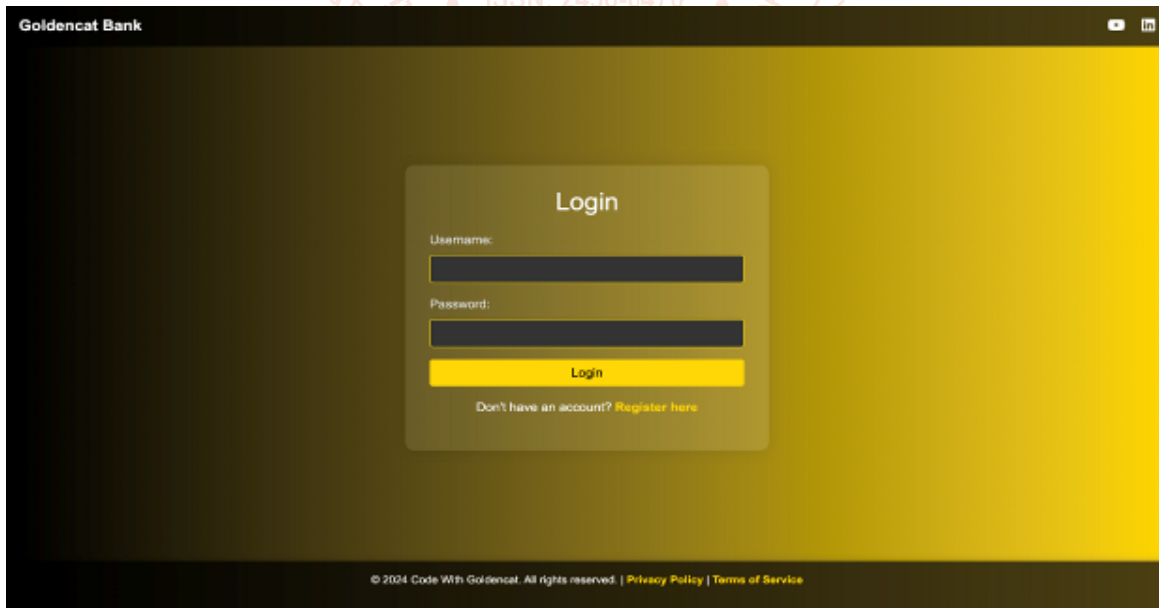 Goldencat Bank
Login
Username:
Password:
Login
Don't have an account? Register here
© 2024 Code With Goldencat. All rights reserved. | Privacy Policy | Terms of Service